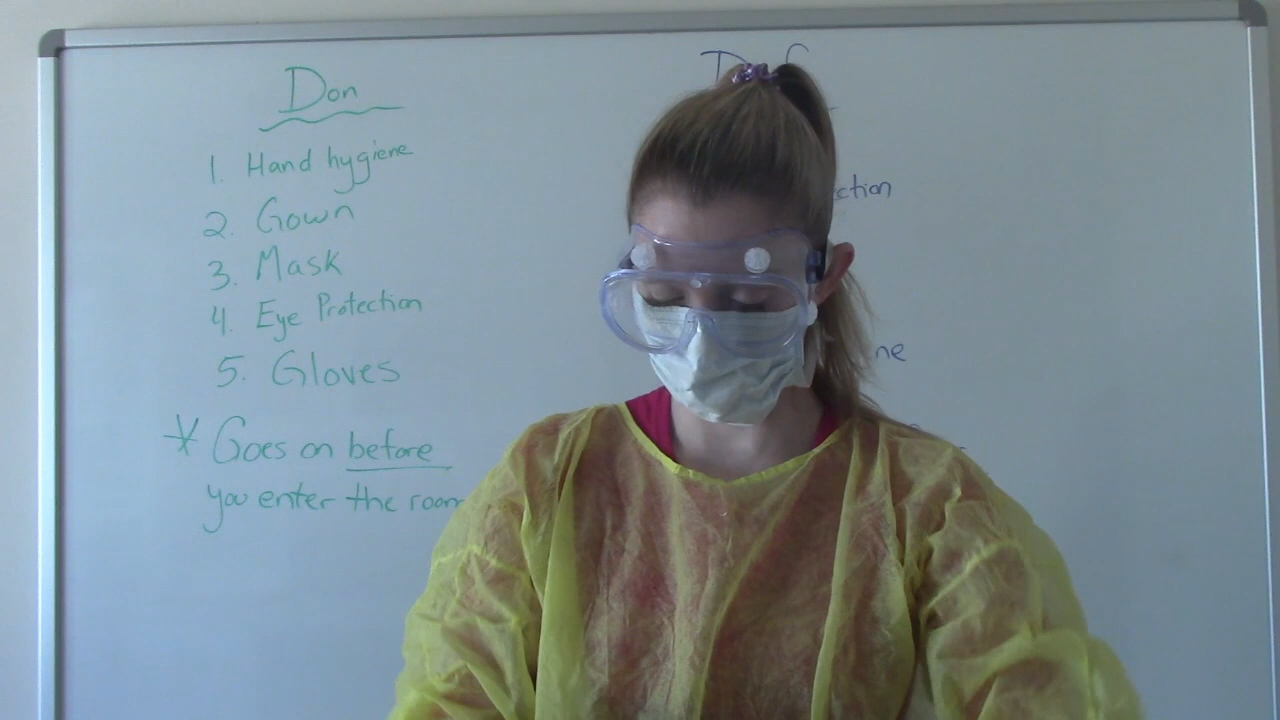 Don
1. Hand hygiene
2. Gown
3. Mask
4. Eye Protection
5. Gloves
* Goes on before
you enter the room